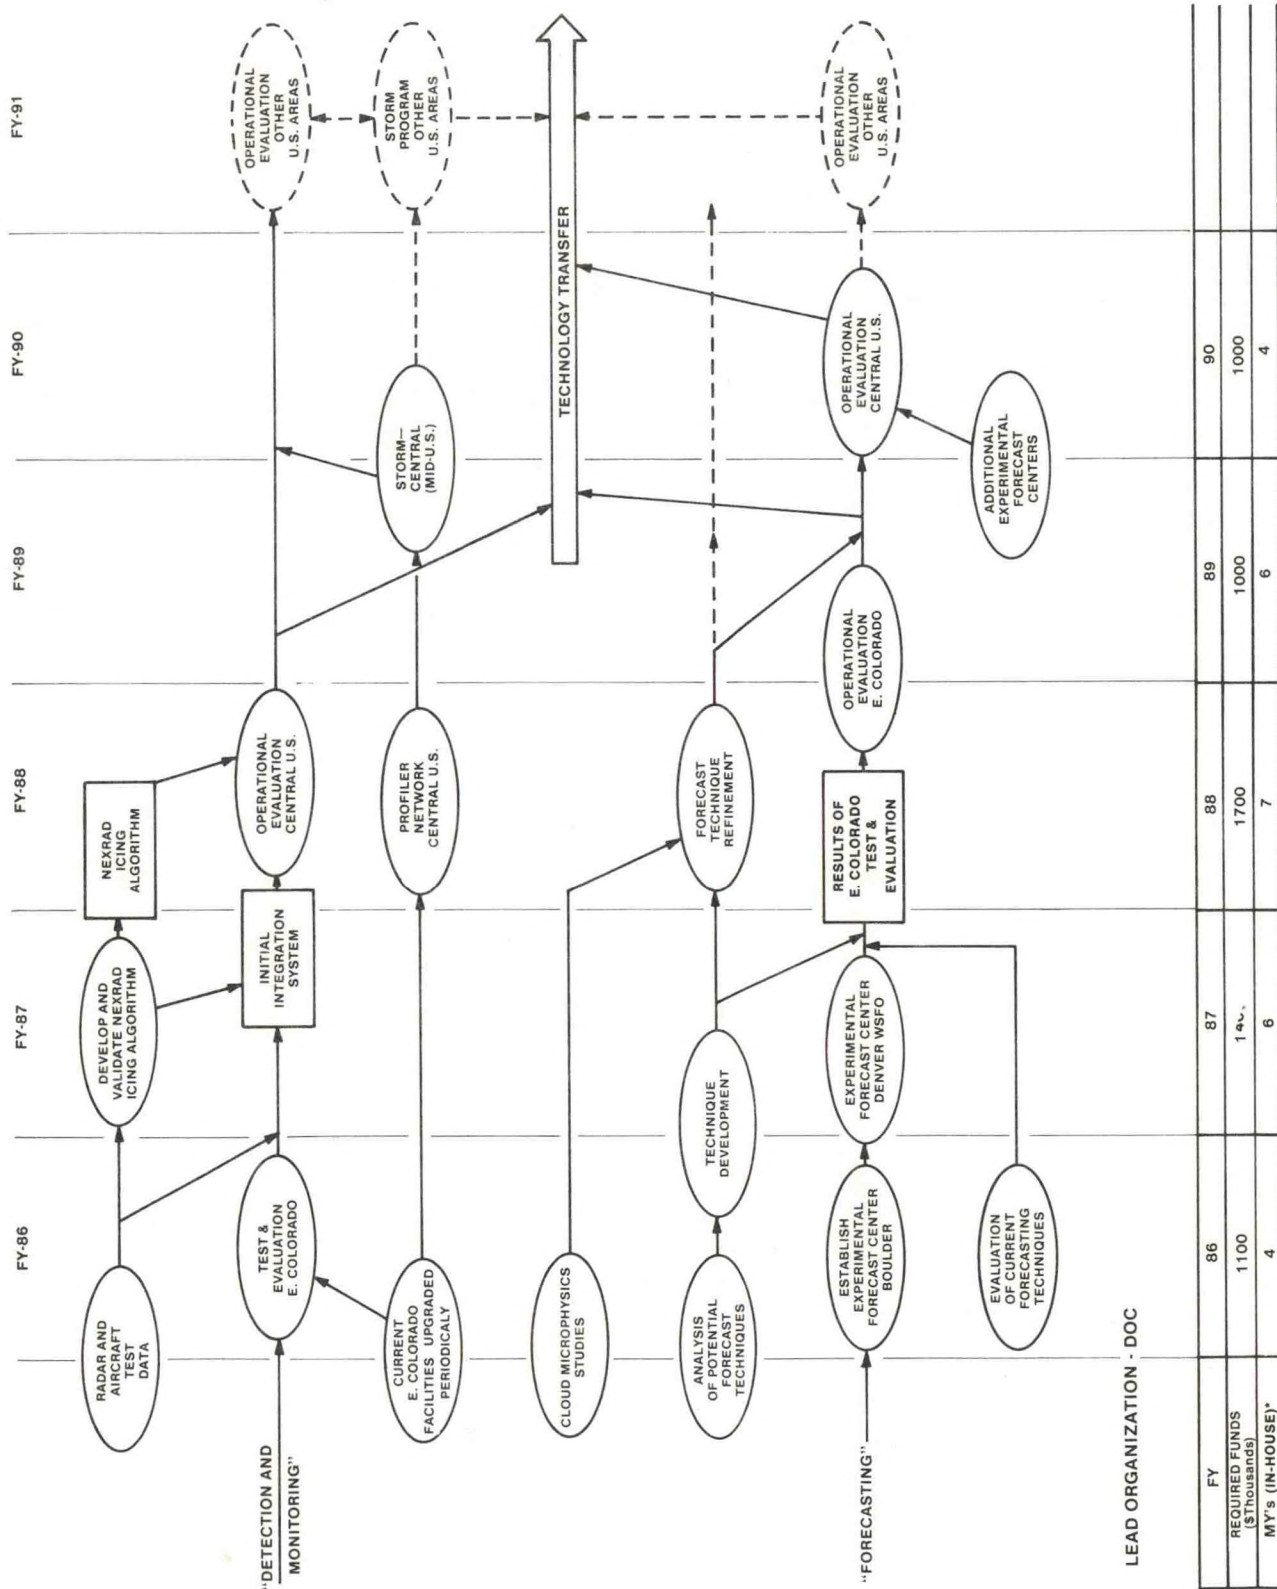 FY-86
FY-87
FY-88
FY-89
FY-90
FY-91
RADAR AND
AIRCRAFT
TEST
DATA
DEVELOP AND
VALIDATE NEXRAD
ICING ALGORITHM
NEXRAD
ICING
ALGORITHM
"DETECTION AND
MONITORING"
TEST &
EVALUATION
E. COLORADO
INITIAL
INTEGRATION
SYSTEM
OPERATIONAL
EVALUATION
CENTRAL U.S.
OPERATIONAL
EVALUATION
OTHER
U.S. AREAS
CURRENT
E. COLORADO
FACILITIES UPGRADED
PERIODICALLY
PROFILER
NETWORK
CENTRAL U.S.
STORM—
CENTRAL
(MID-U.S.)
STORM
PROGRAM
OTHER
U.S. AREAS
CLOUD MICROPHYSICS
STUDIES
TECHNOLOGY TRANSFER
ANALYSIS
OF POTENTIAL
FORECAST
TECHNIQUES
TECHNIQUE
DEVELOPMENT
FORECAST
TECHNIQUE
REFINEMENT
"FORECASTING"
ESTABLISH
EXPERIMENTAL
FORECAST CENTER
BOULDER
EXPERIMENTAL
FORECAST CENTER
DENVER WSFO
RESULTS OF
E. COLORADO
TEST &
EVALUATION
OPERATIONAL
EVALUATION
E. COLORADO
OPERATIONAL
EVALUATION
CENTRAL U.S.
OPERATIONAL
EVALUATION
OTHER
U.S. AREAS
EVALUATION
OF CURRENT
FORECASTING
TECHNIQUES
ADDITIONAL
EXPERIMENTAL
FORECAST
CENTERS
LEAD ORGANIZATION - DOC
FY 86 87 88 89 90
REQUIRED FUNDS
($Thousands) 1100 1700 1000 1000
MY's (IN-HOUSE)* 4 6 7 6 4